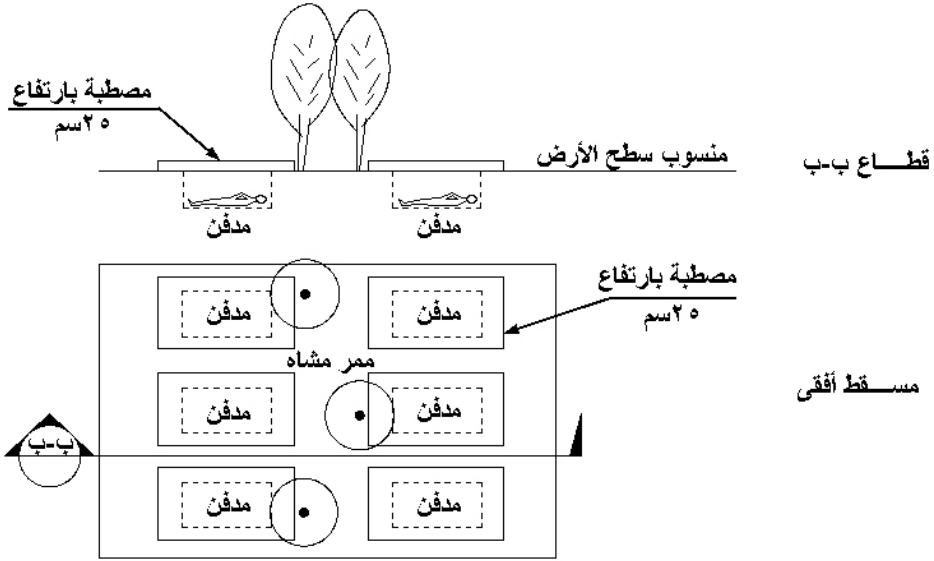 مصطبة بارتفاع
٢٥سم
منسوب سطح الأرض
قطـــاع ب-ب
مدفن
مدفن
مصطبة بارتفاع
٢٥سم
مدفن
مدفن
ممر مشاه
مســـقط أفقى
مدفن
مدفن
ب-ب
مدفن
مدفن